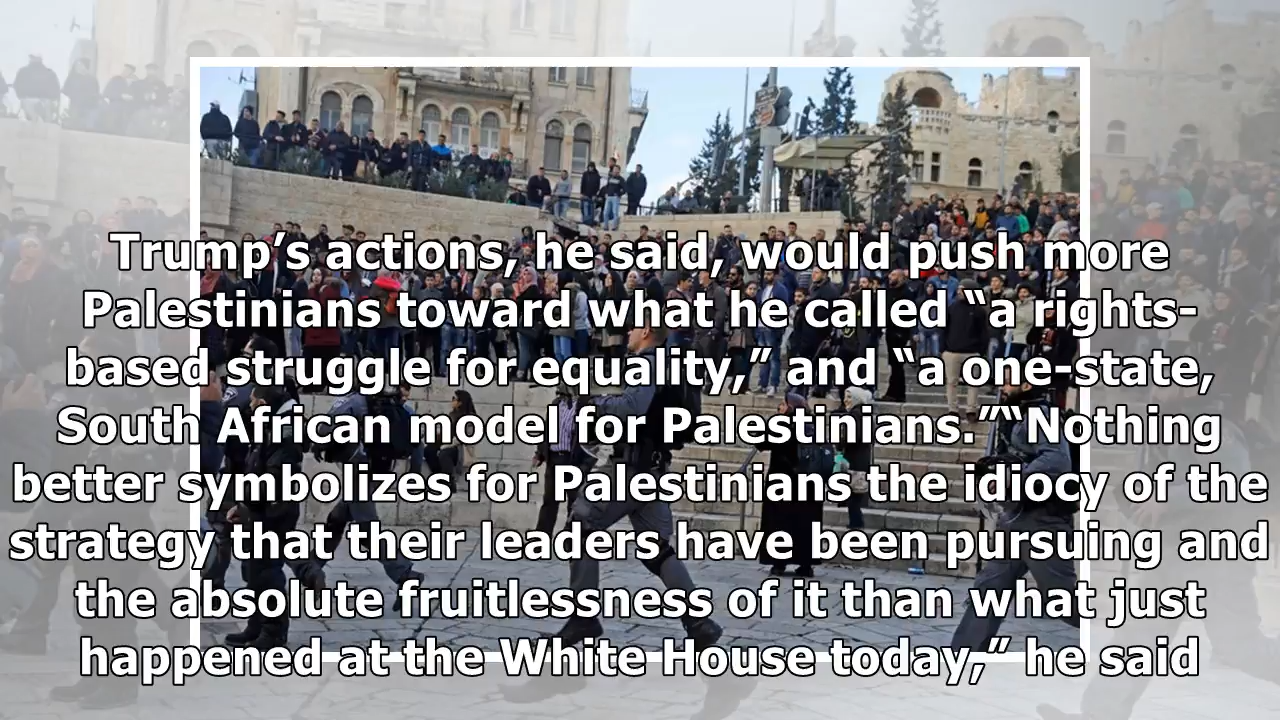 Trump’s actions, he said, would push more
Palestinians toward what he called “a rights-
based struggle for equality,” and “a one-state,
South African model for Palestinians.”“Nothing
better symbolizes for Palestinians the idiocy of the
strategy that their leaders have been pursuing and
the absolute fruitlessness of it than what just
happened at the White House today,” he said